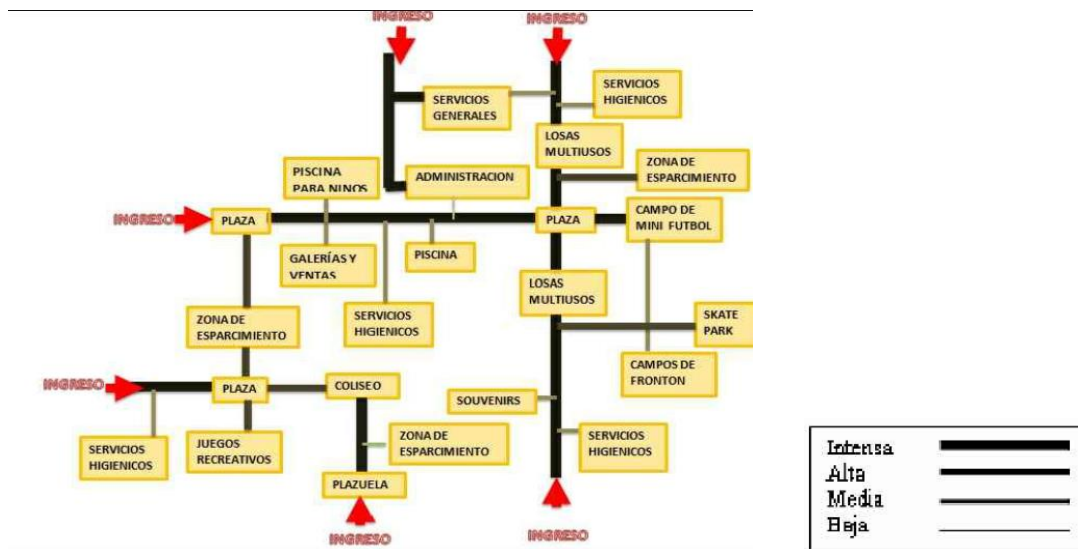 INGRESO
INGRESO
SERVICIOS
GENERALES
SERVICIOS
HIGIENICOS
LOSAS
MULTIUSOS
ZONA DE
ESPARCIMIENTO
PISCINA
PARA NINOS
ADMINISTRACION
INGRESO
PLAZA
PLAZA
CAMPO DE
MINI FUTBOL
GALERÍAS Y
VENTAS
PISCINA
LOSAS
MULTIUSOS
ZONA DE
ESPARCIMIENTO
SERVICIOS
HIGIENICOS
SKATE
PARK
CAMPOS DE
FRONTON
INGRESO
PLAZA
COLISEO
SOUVENIRS
SERVICIOS
HIGIENICOS
JUEGOS
RECREATIVOS
ZONA DE
ESPARCIMIENTO
SERVICIOS
HIGIENICOS
PLAZUELA
INGRESO
INGRESO
Intensa
Alta
Media
Baja